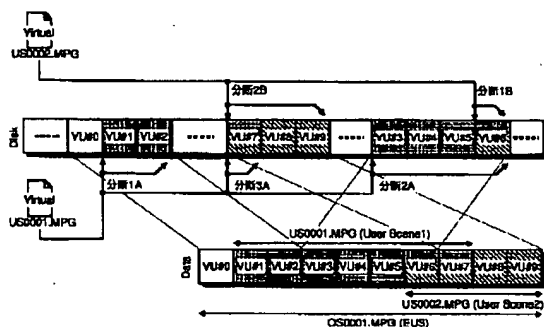 Virtual
US0002.MPG
分断2B
分断1B
Disk
VU#0
VU#1
VU#2
VU#7
VU#8
VU#9
VU#3
VU#4
VU#5
VU#6
Virtual
US0001.MPG
分断1A
分断3A
分断2A
US0001.MPG (User Scene1)
Data
VU#0
VU#1
VU#2
VU#3
VU#4
VU#5
VU#6
VU#7
VU#8
VU#9
US0002.MPG (User Scene2)
OS0001.MPG (EUS)